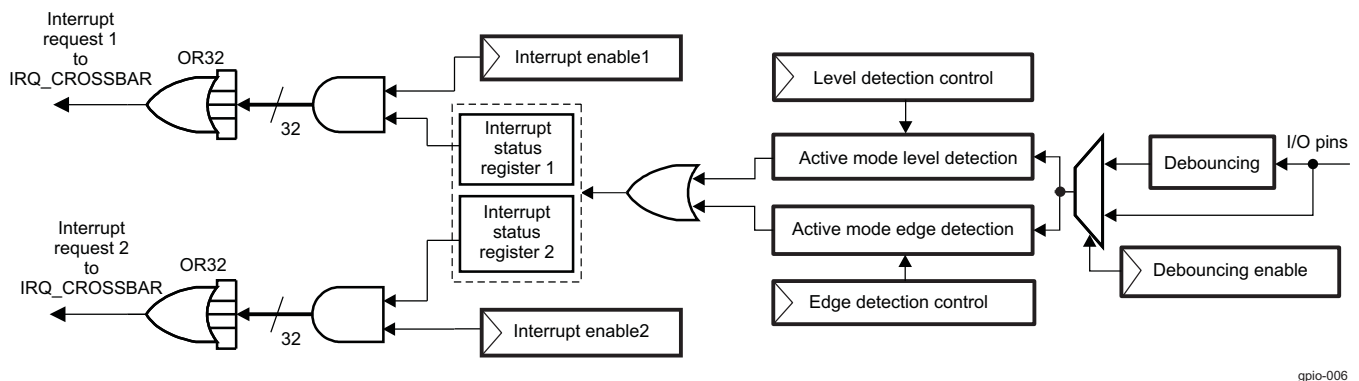 Interrupt
request 1
to
IRQ_CROSSBAR
OR32
32
Interrupt enable1
Interrupt
status
register 1
Interrupt
status
register 2
Level detection control
Active mode level detection
Active mode edge detection
Edge detection control
Debouncing
I/O pins
Debouncing enable
Interrupt
request 2
to
IRQ_CROSSBAR
OR32
32
Interrupt enable2
gpio-006